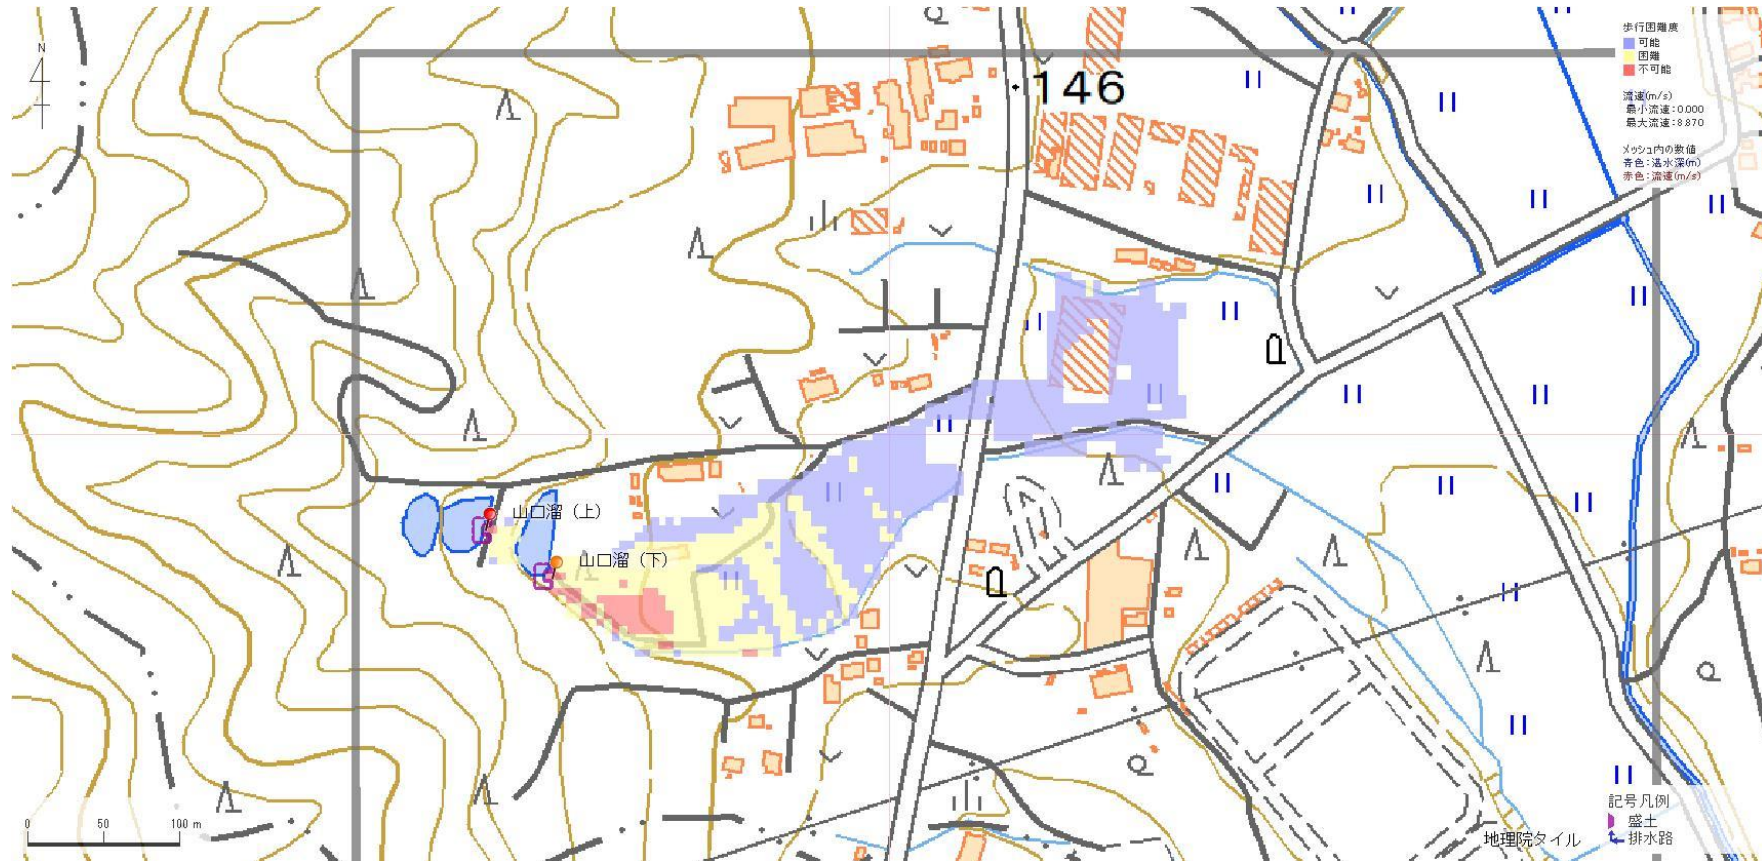 N
146
歩行困難度
可能
困難
不可能
流速(m/s)
最小流速:0.000
最大流速:8.870
メッシュ内の数値
青色:湛水深(m)
赤色:流速(m/s)
山口溜(上)
山口溜(下)
0 50 100 m
記号凡例
盛土
排水路
地理院タイル